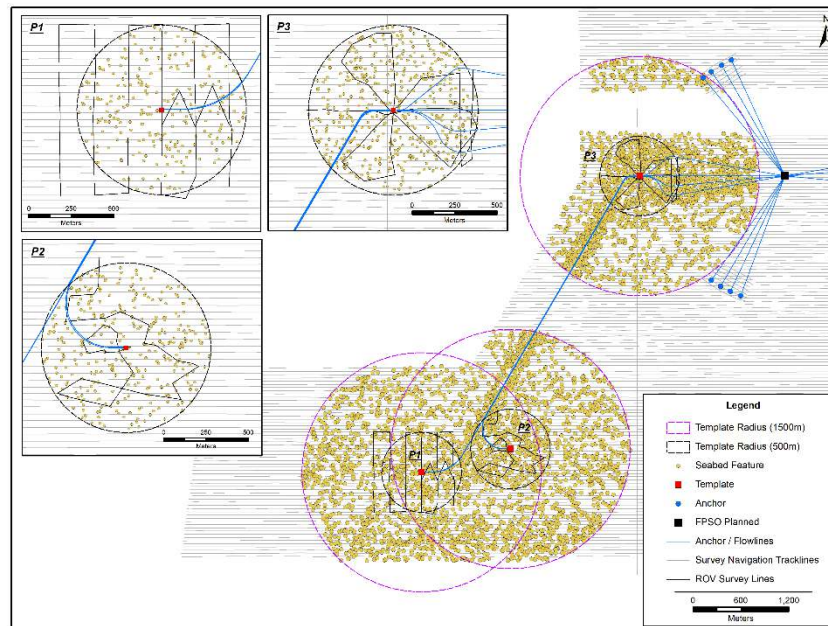 P1
0 250 500
Meters
P3
0 250 500
Meters
P2
0 250 500
Meters
N
P3
P1
P2
Legend
Template Radius (1500m)
Template Radius (500m)
Seabed Feature
Template
Anchor
FPSO Planned
Anchor / Flowlines
Survey Navigation Tracklines
ROV Survey Lines
0 600 1,200
Meters